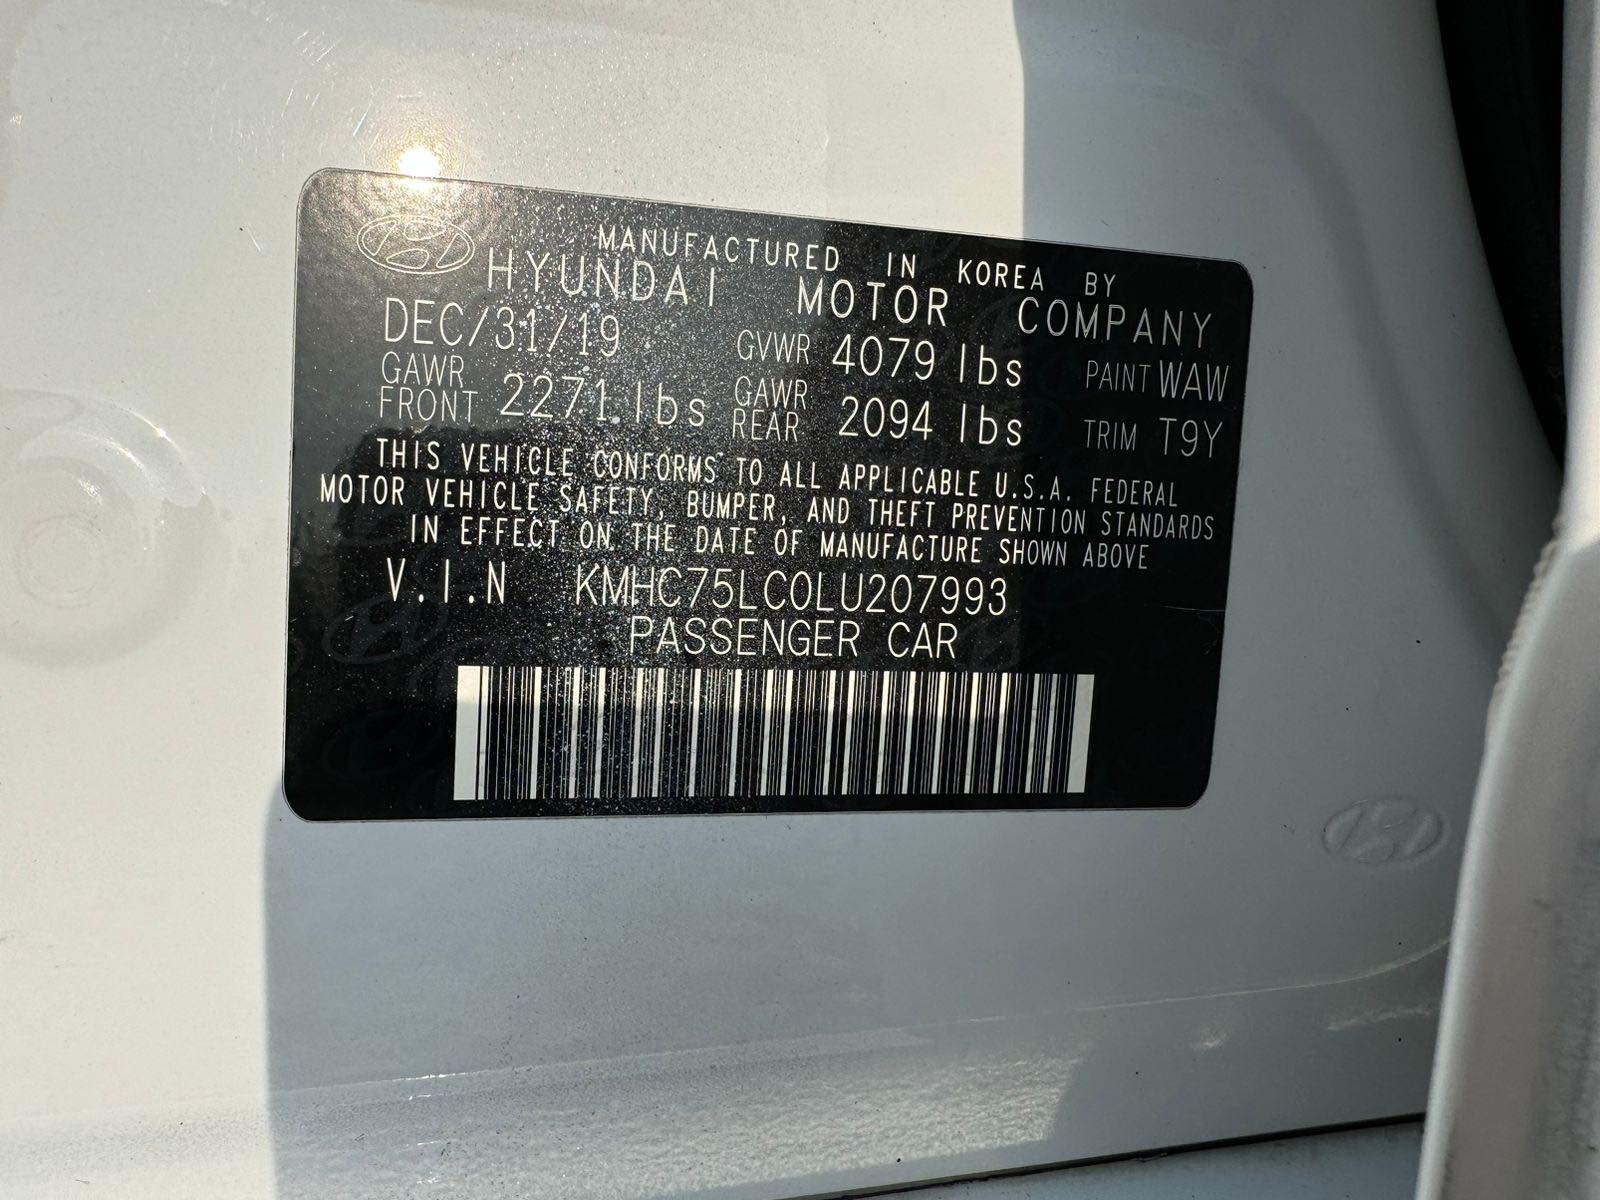 MANUFACTURED IN KOREA BY
HYUNDAI MOTOR COMPANY
DEC/31/19 GVWR 4079 lbs PAINT WAW
GAWR FRONT 2271 lbs GAWR REAR 2094 lbs TRIM T9Y
THIS VEHICLE CONFORMS TO ALL APPLICABLE U.S.A. FEDERAL
MOTOR VEHICLE SAFETY, BUMPER, AND THEFT PREVENTION STANDARDS
IN EFFECT ON THE DATE OF MANUFACTURE SHOWN ABOVE
V.I.N KMHC75LC0LU207993
PASSENGER CAR